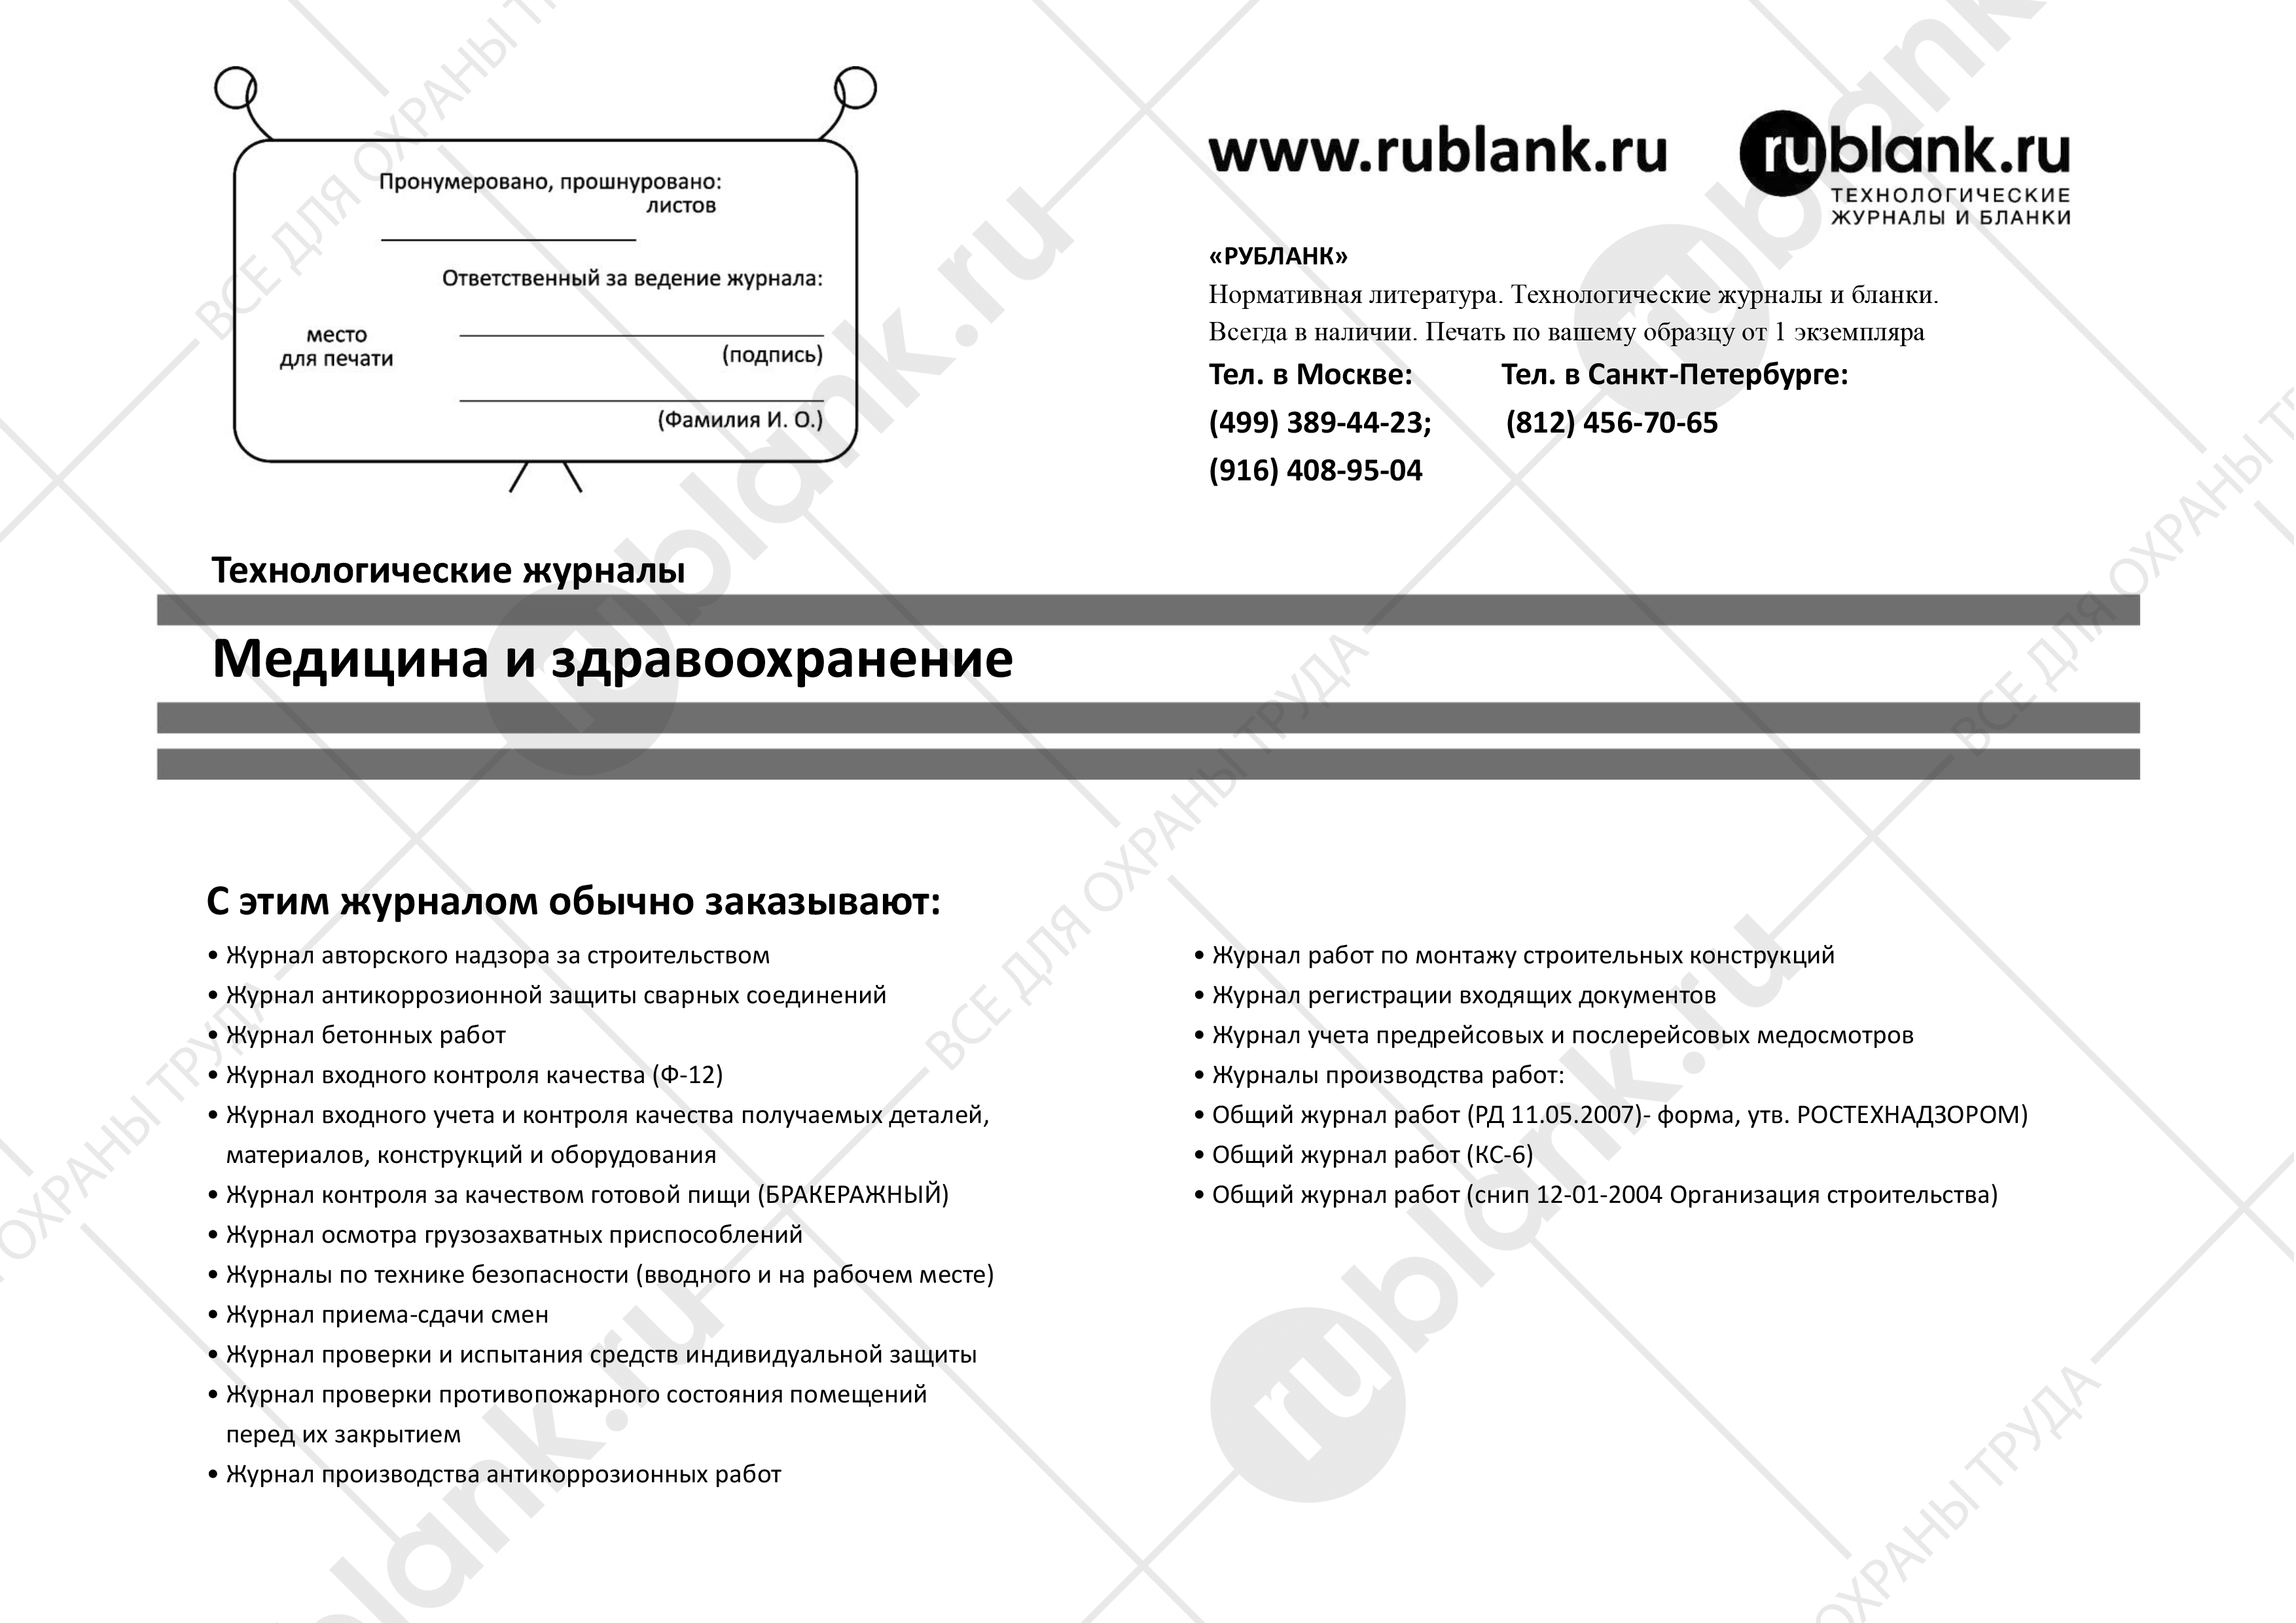 Пронумеровано, прошнуровано:
листов
Ответственный за ведение журнала:
место
для печати
(подпись)
(Фамилия И. О.)
www.rublank.ru
rublank.ru
ТЕХНОЛОГИЧЕСКИЕ
ЖУРНАЛЫ И БЛАНКИ
«РУБЛАНК»
Нормативная литература. Технологические журналы и бланки.
Всегда в наличии. Печать по вашему образцу от 1 экземпляра
Тел. в Москве: Тел. в Санкт-Петербурге:
(499) 389-44-23; (812) 456-70-65
(916) 408-95-04
Технологические журналы
Медицина и здравоохранение
С этим журналом обычно заказывают:
• Журнал авторского надзора за строительством
• Журнал антикоррозионной защиты сварных соединений
• Журнал бетонных работ
• Журнал входного контроля качества (Ф-12)
• Журнал входного учета и контроля качества получаемых деталей,
материалов, конструкций и оборудования
• Журнал контроля за качеством готовой пищи (БРАКЕРАЖНЫЙ)
• Журнал осмотра грузозахватных приспособлений
• Журналы по технике безопасности (вводного и на рабочем месте)
• Журнал приема-сдачи смен
• Журнал проверки и испытания средств индивидуальной защиты
• Журнал проверки противопожарного состояния помещений
перед их закрытием
• Журнал производства антикоррозионных работ
• Журнал работ по монтажу строительных конструкций
• Журнал регистрации входящих документов
• Журнал учета предрейсовых и послерейсовых медосмотров
• Журналы производства работ:
• Общий журнал работ (РД 11.05.2007)- форма, утв. РОСТЕХНАДЗОРОМ)
• Общий журнал работ (КС-6)
• Общий журнал работ (снип 12-01-2004 Организация строительства)
ВСЕ ДЛЯ ОХРАНЫ ТРУДА
rublank.ru
rublank.ru